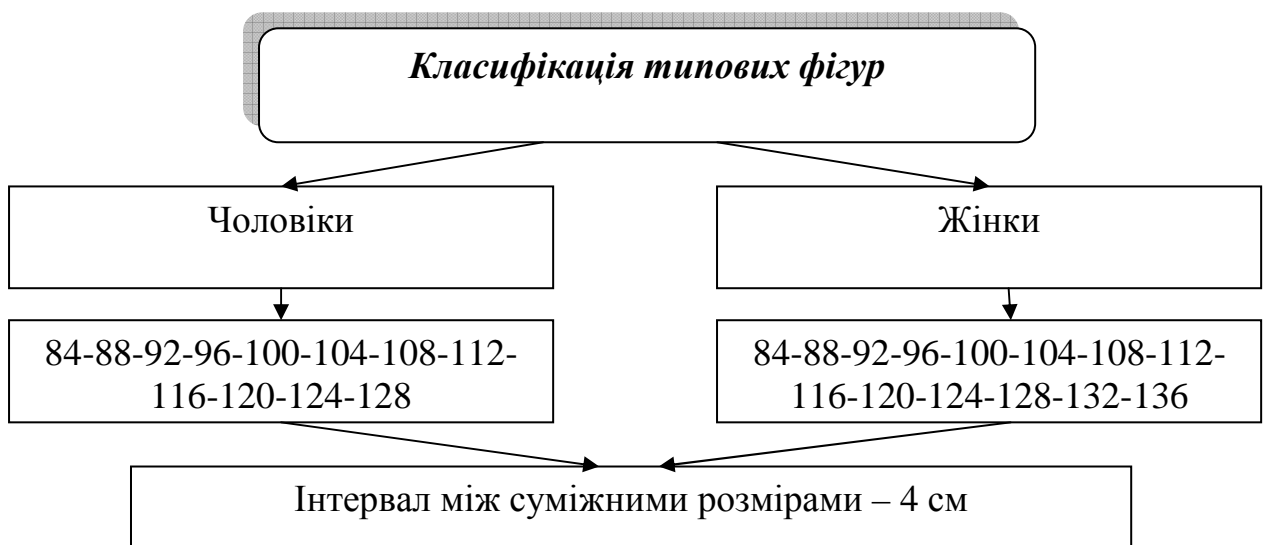 Класифікація типових фігур
Чоловіки
Жінки
84-88-92-96-100-104-108-112-
116-120-124-128
84-88-92-96-100-104-108-112-
116-120-124-128-132-136
Інтервал між суміжними розмірами – 4 см